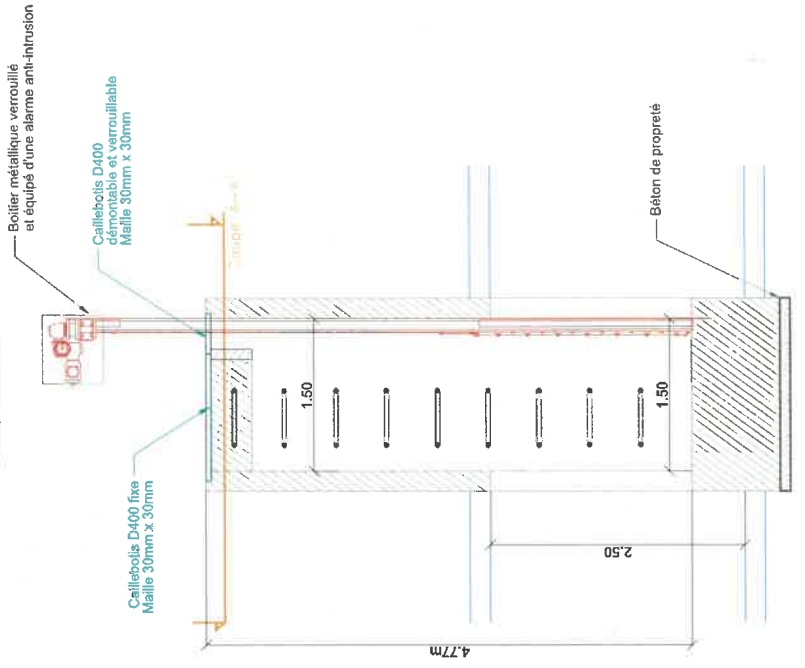 Boitier métallique verrouillé
et équipé d'une alarme anti-intrusion
Caillebotis D400
démontable et verrouillable
Maille 30mm x 30mm
Caillebotis D400 fixe
Maille 30mm x 30mm
1.50
1.50
2.50
4.77m
Béton de propreté